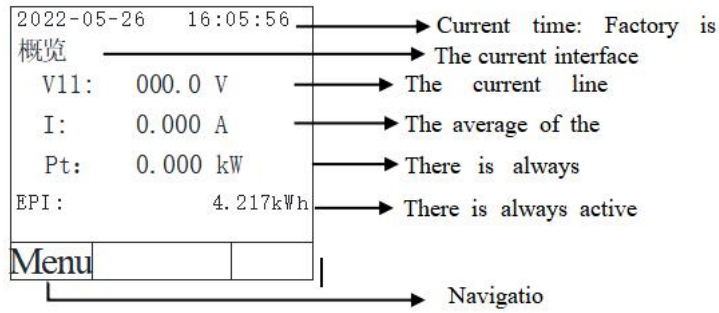 2022-05-26 16:05:56 Current time: Factory is
概览 The current interface
Vll: 000.0 V The current line
I: 0.000 A The average of the
Pt: 0.000 kW There is always
EPI: 4.217kWh There is always active
Menu
Navigatio